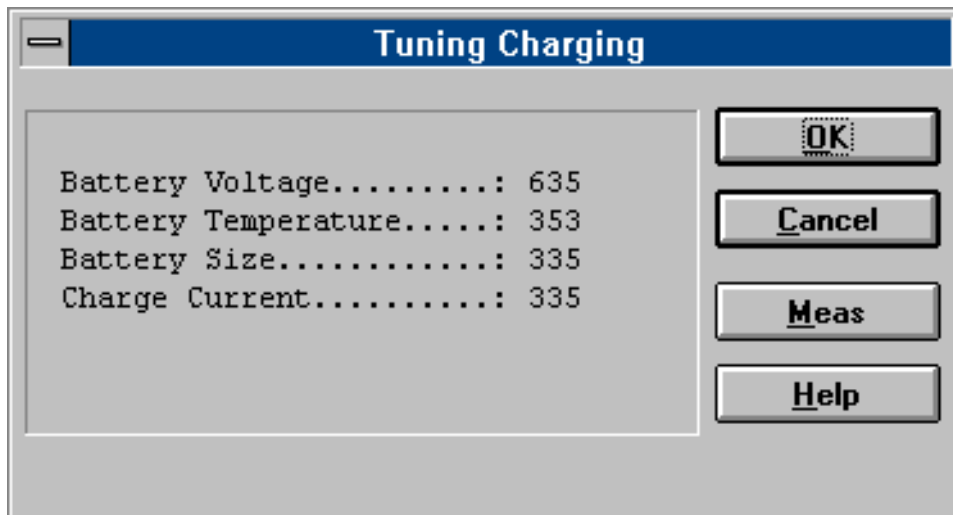 Tuning Charging
Battery Voltage.........: 635
Battery Temperature.....: 353
Battery Size............: 335
Charge Current..........: 335
OK
Cancel
Meas
Help